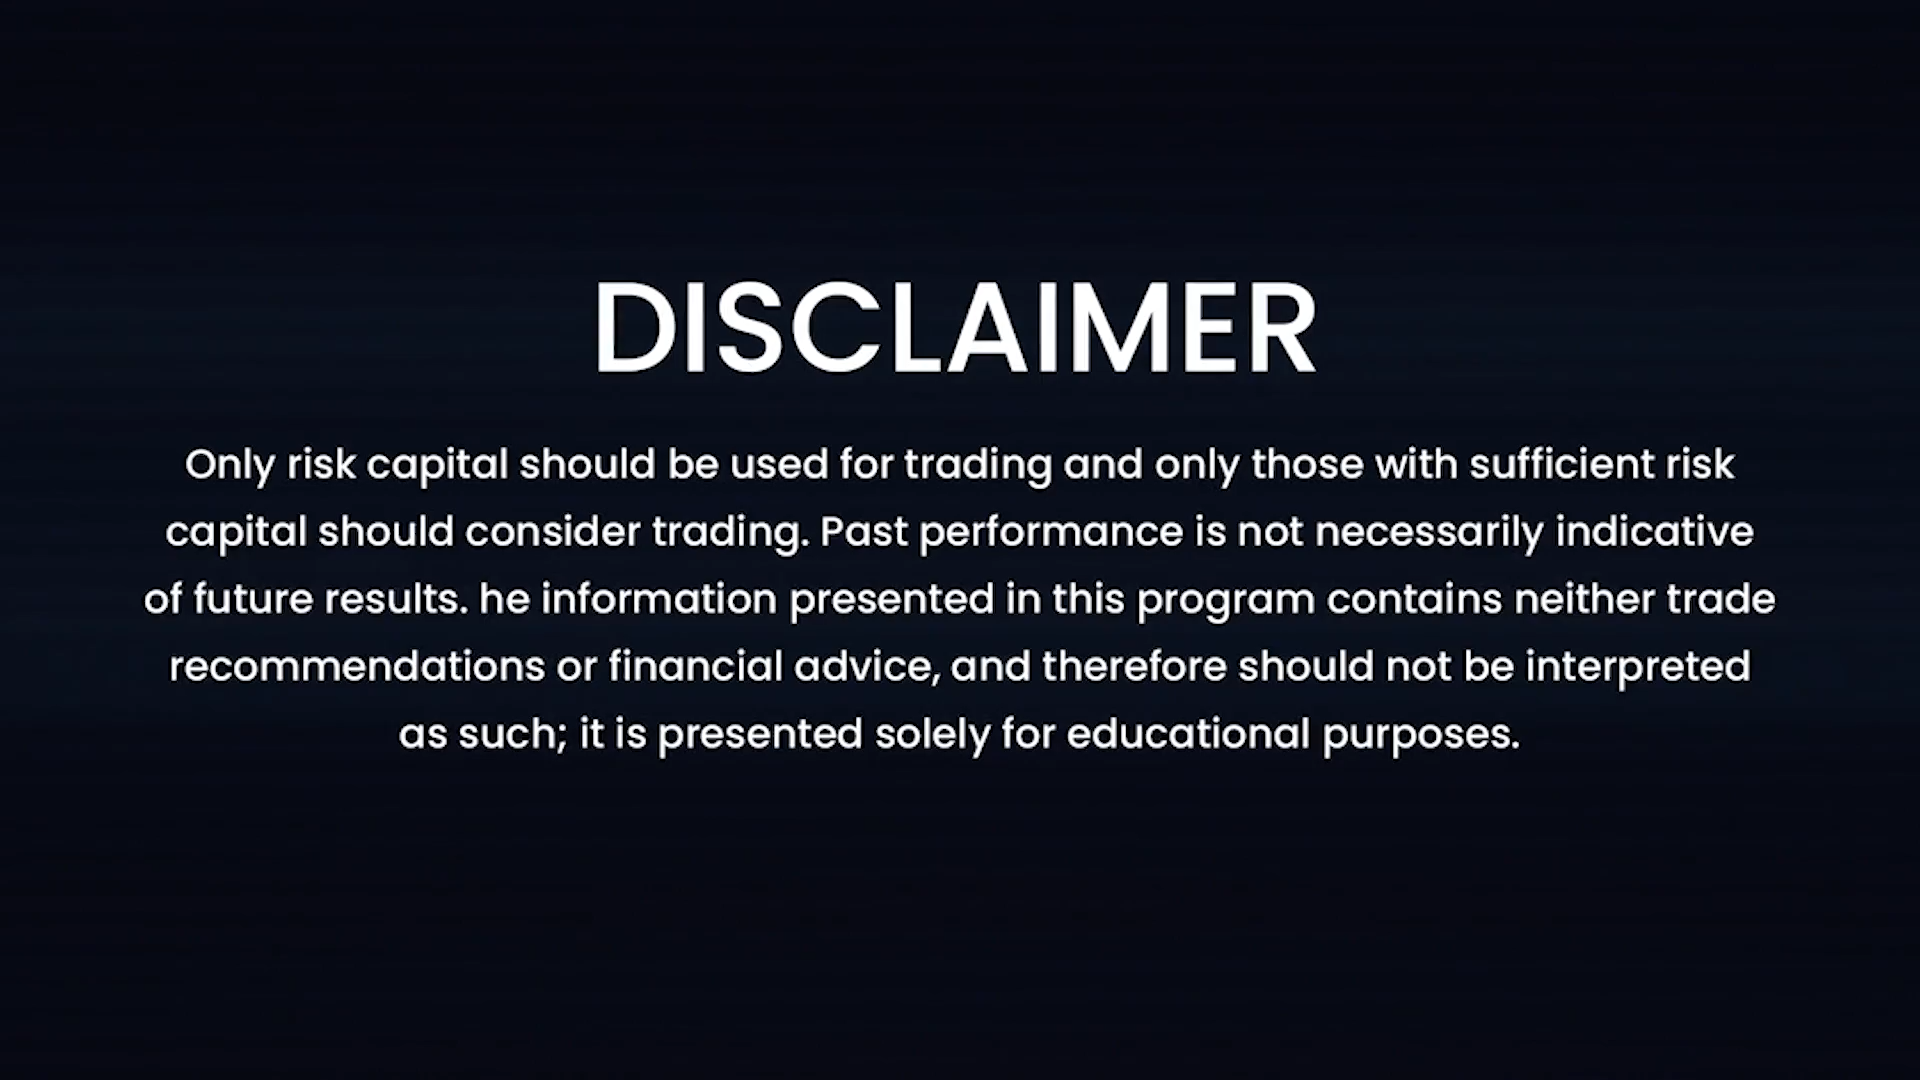 DISCLAIMER
Only risk capital should be used for trading and only those with sufficient risk
capital should consider trading. Past performance is not necessarily indicative
of future results. he information presented in this program contains neither trade
recommendations or financial advice, and therefore should not be interpreted
as such; it is presented solely for educational purposes.